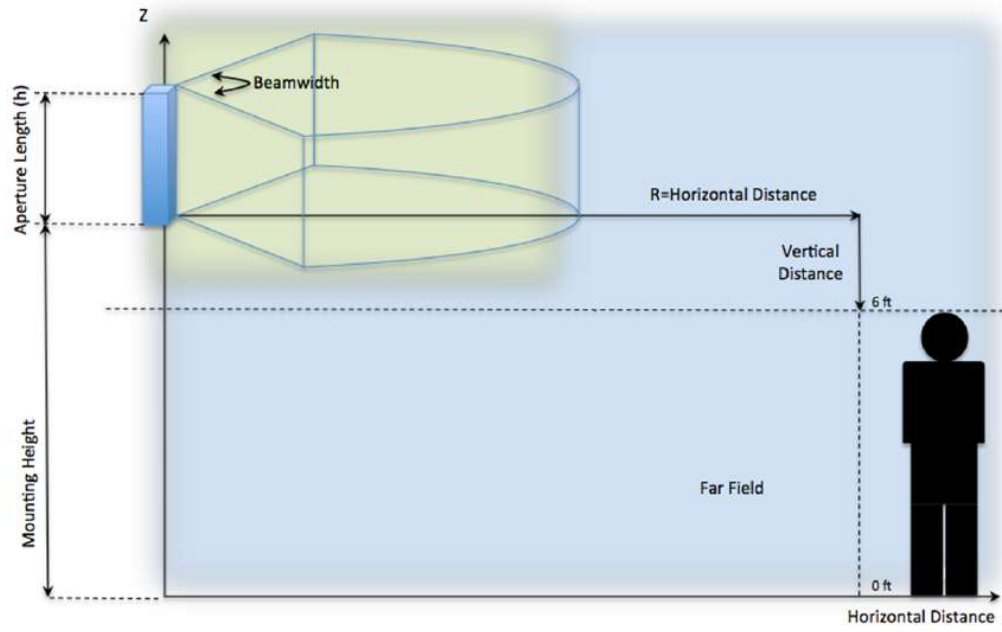 Z
Beamwidth
Aperture Length (h)
R=Horizontal Distance
Vertical
Distance
6 ft
Mounting Height
Far Field
0 ft
Horizontal Distance